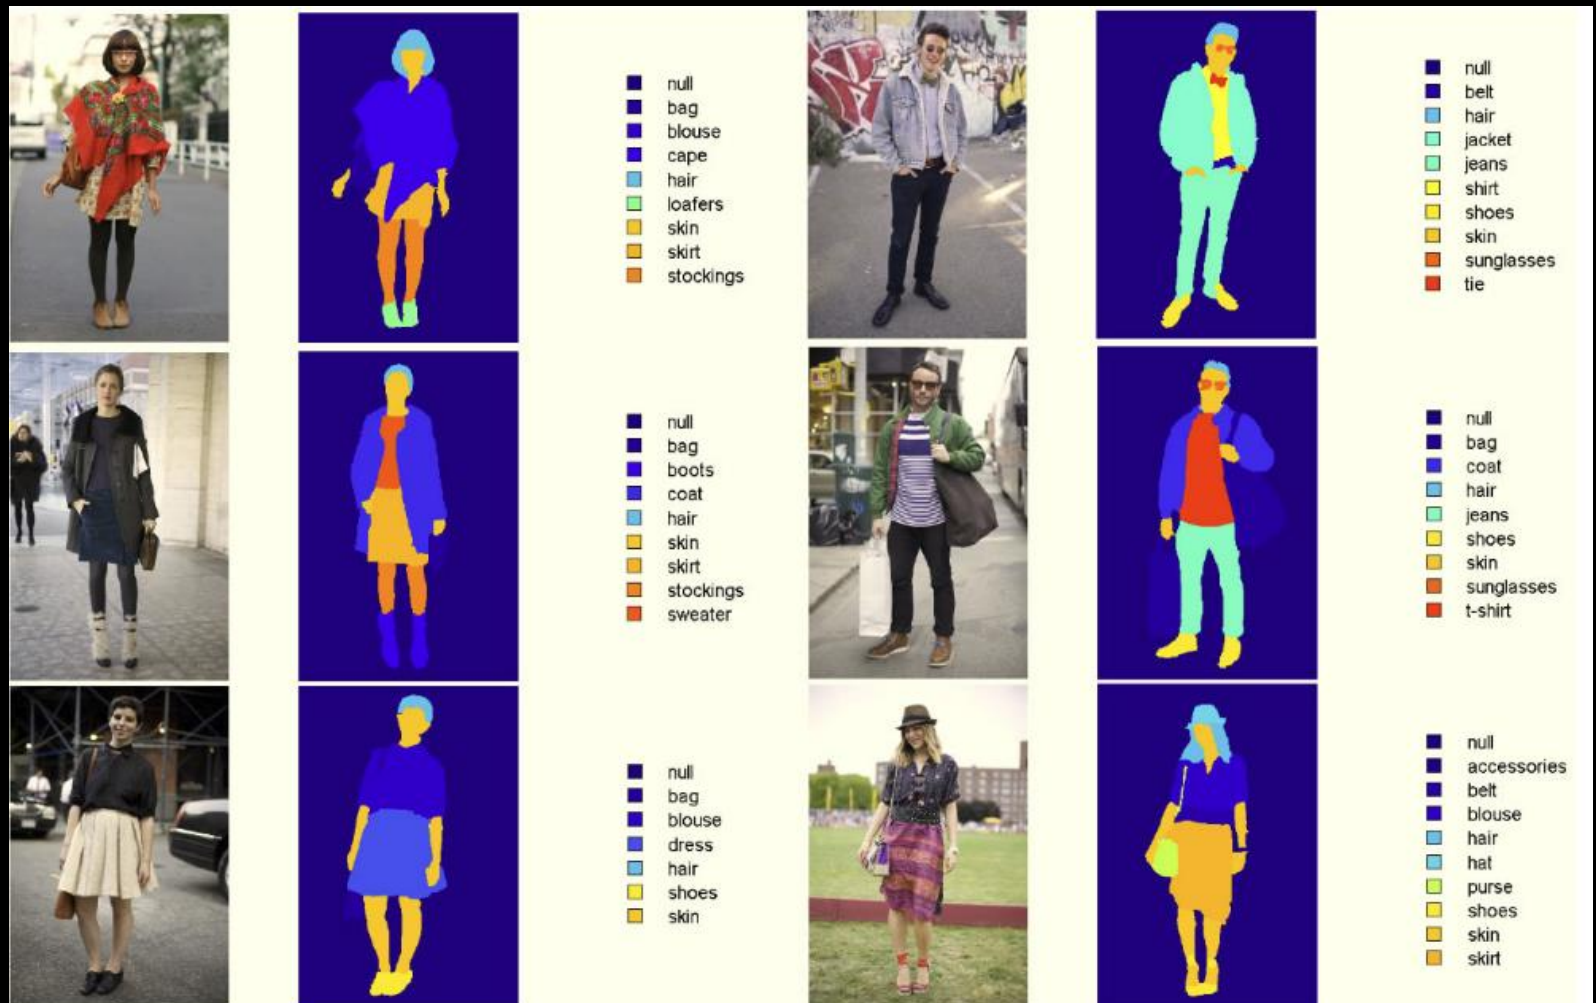 null
bag
blouse
cape
hair
loafers
skin
skirt
stockings
null
belt
hair
jacket
jeans
shirt
shoes
skin
sunglasses
tie
null
bag
boots
coat
hair
skin
skirt
stockings
sweater
null
bag
coat
hair
jeans
shoes
skin
sunglasses
t-shirt
null
bag
blouse
dress
hair
shoes
skin
null
accessories
belt
blouse
hair
hat
purse
shoes
skin
skirt